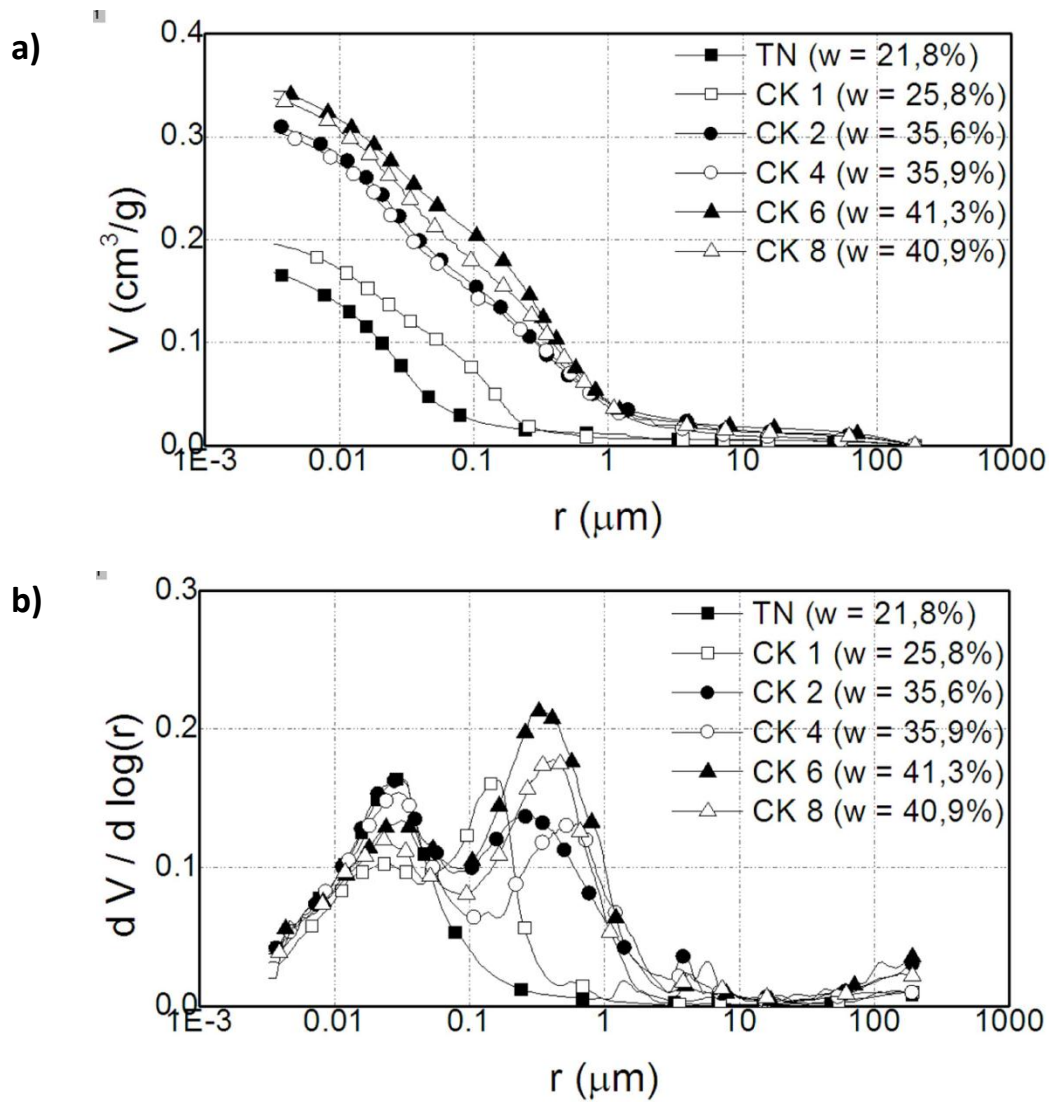 a)
0.4
0.3
0.2
0.1
0.0
V (cm³/g)
TN (w = 21,8%)
CK 1 (w = 25,8%)
CK 2 (w = 35,6%)
CK 4 (w = 35,9%)
CK 6 (w = 41,3%)
CK 8 (w = 40,9%)
1E-3 0.01 0.1 1 10 100 1000
r (μm)
b)
0.3
0.2
0.1
0.0
d V / d log(r)
TN (w = 21,8%)
CK 1 (w = 25,8%)
CK 2 (w = 35,6%)
CK 4 (w = 35,9%)
CK 6 (w = 41,3%)
CK 8 (w = 40,9%)
1E-3 0.01 0.1 1 10 100 1000
r (μm)